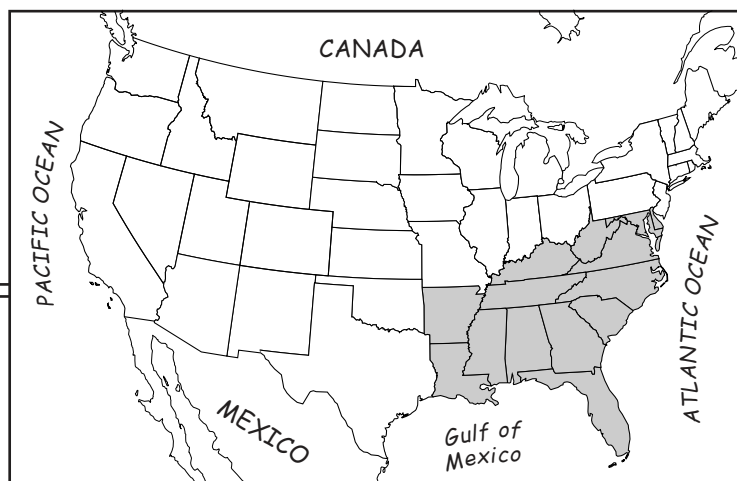 CANADA
PACIFIC OCEAN
ATLANTIC OCEAN
MEXICO
Gulf of
Mexico